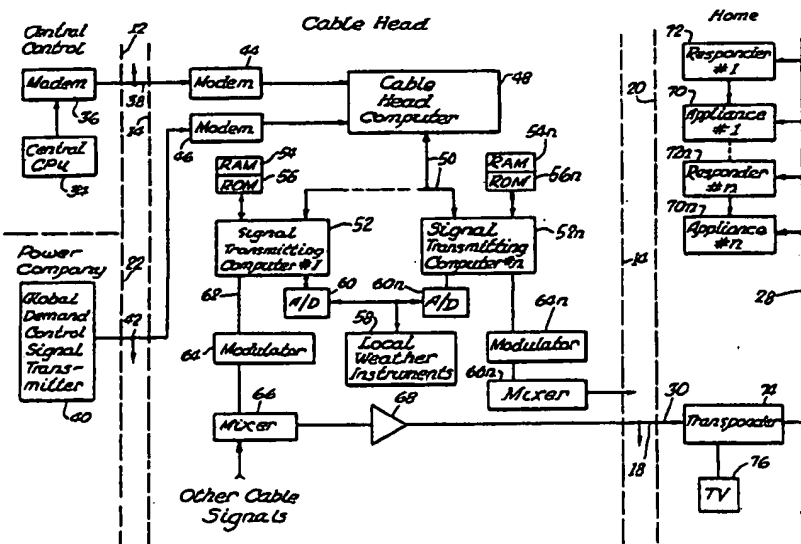 Central
Control
12
Cable Head
Home
Modem
36
38
14
44
Modem
Cable
Head
Computer
48
46
Modem
Central
CPU
34
RAM
54
ROM
56
50
RAM
54n
ROM
56n
20
72
Responder
#1
70
Appliance
#1
72n
Responder
#n
70n
Appliance
#n
Signal
Transmitting
Computer #1
52
Signal
Transmitting
Computer #n
52n
Power
Company
22
Global
Demand
Control
Signal
Trans-
mitter
40
42
62
A/D
60
60n
A/D
58
Local
Weather
Instruments
64
Modulator
64n
Modulator
66n
Mixer
14
28
66
Mixer
68
30
74
Transponder
18
76
TV
Other Cable
Signals